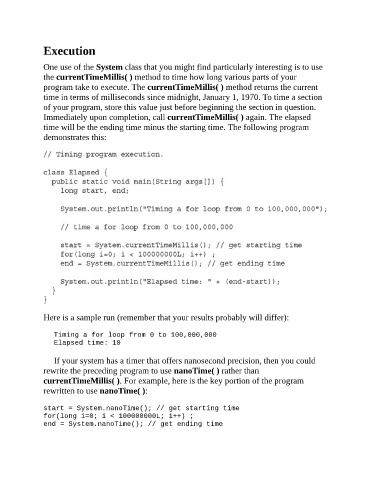 Execution
One use of the System class that you might find particularly interesting is to use
the currentTimeMillis( ) method to time how long various parts of your
program take to execute. The currentTimeMillis( ) method returns the current
time in terms of milliseconds since midnight, January 1, 1970. To time a section
of your program, store this value just before beginning the section in question.
Immediately upon completion, call currentTimeMillis( ) again. The elapsed
time will be the ending time minus the starting time. The following program
demonstrates this:
// Timing program execution.
class Elapsed {
public static void main(String args[]) {
long start, end;
System.out.println("Timing a for loop from 0 to 100,000,000");
// time a for loop from 0 to 100,000,000
start = System.currentTimeMillis(); // get starting time
for(long i=0; i < 100000000L; i++) ;
end = System.currentTimeMillis(); // get ending time
System.out.println("Elapsed time: " + (end-start));
}
}
Here is a sample run (remember that your results probably will differ):
Timing a for loop from 0 to 100,000,000
Elapsed time: 10
If your system has a timer that offers nanosecond precision, then you could
rewrite the preceding program to use nanoTime( ) rather than
currentTimeMillis( ). For example, here is the key portion of the program
rewritten to use nanoTime( ):
start = System.nanoTime(); // get starting time
for(long i=0; i < 100000000L; i++) ;
end = System.nanoTime(); // get ending time